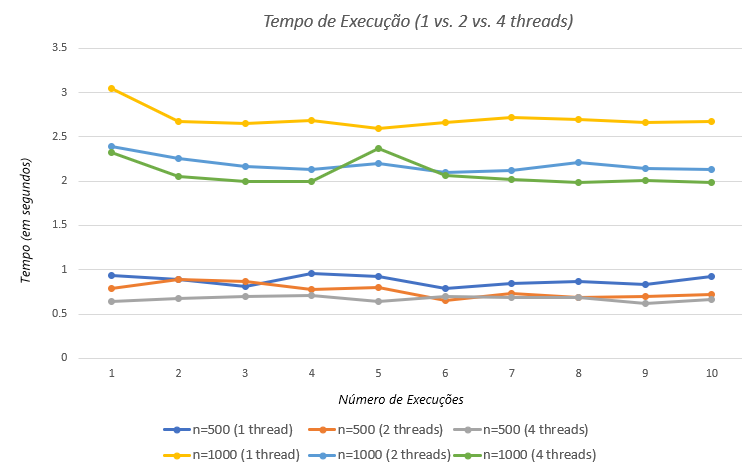 Tempo de Execução (1 vs. 2 vs. 4 threads)
3.5
3
2.5
2
1.5
1
0.5
0
Tempo (em segundos)
1 2 3 4 5 6 7 8 9 10
Número de Execuções
n=500 (1 thread) n=500 (2 threads) n=500 (4 threads)
n=1000 (1 thread) n=1000 (2 threads) n=1000 (4 threads)